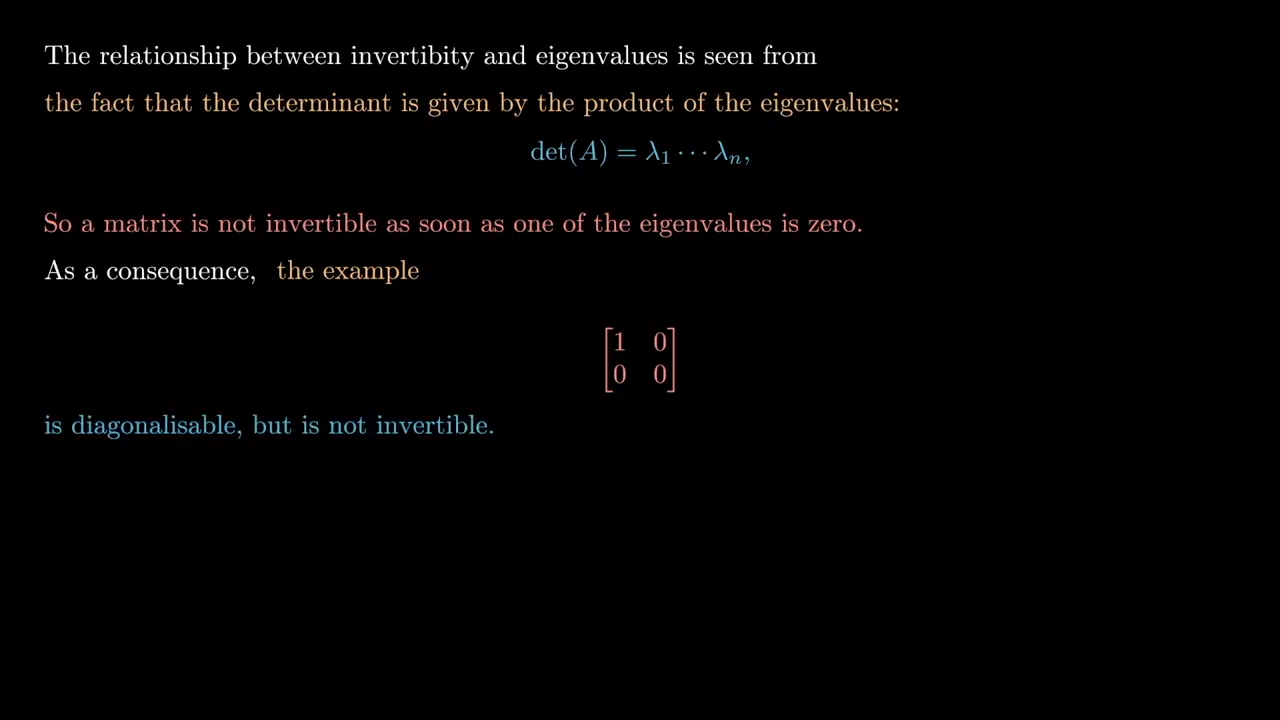 The relationship between invertibity and eigenvalues is seen from
the fact that the determinant is given by the product of the eigenvalues:
det(A) = λ₁ ⋯ λₙ,
So a matrix is not invertible as soon as one of the eigenvalues is zero.
As a consequence, the example
[1 0
0 0]
is diagonalisable, but is not invertible.